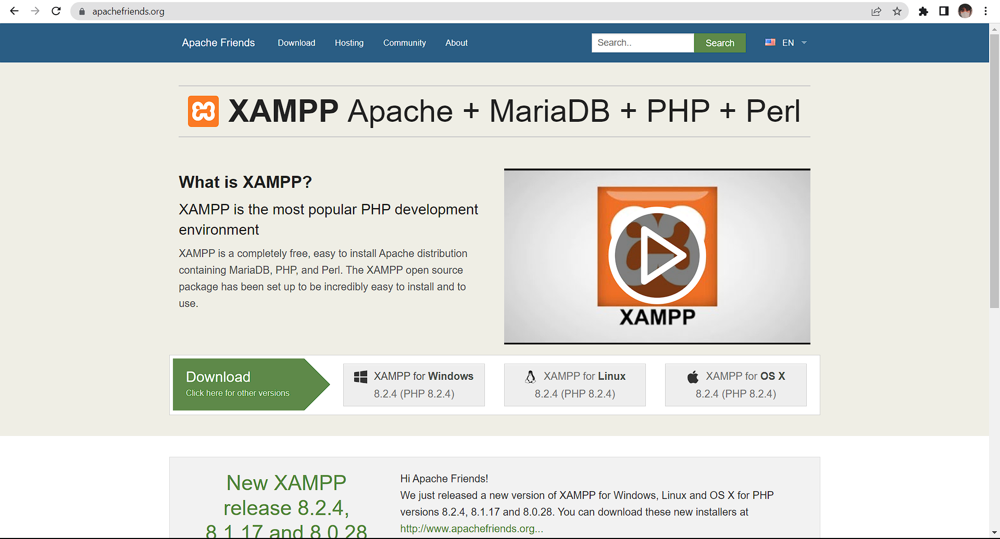 apachefriends.org
Apache Friends
Download
Hosting
Community
About
Search..
Search
EN
XAMPP Apache + MariaDB + PHP + Perl
What is XAMPP?
XAMPP is the most popular PHP development
environment
XAMPP is a completely free, easy to install Apache distribution
containing MariaDB, PHP, and Perl. The XAMPP open source
package has been set up to be incredibly easy to install and to
use.
XAMPP
Download
Click here for other versions
XAMPP for Windows
8.2.4 (PHP 8.2.4)
XAMPP for Linux
8.2.4 (PHP 8.2.4)
XAMPP for OS X
8.2.4 (PHP 8.2.4)
New XAMPP
release 8.2.4,
8.1.17 and 8.0.28
Hi Apache Friends!
We just released a new version of XAMPP for Windows, Linux and OS X for PHP
versions 8.2.4, 8.1.17 and 8.0.28. You can download these new installers at
http://www.apachefriends.org...